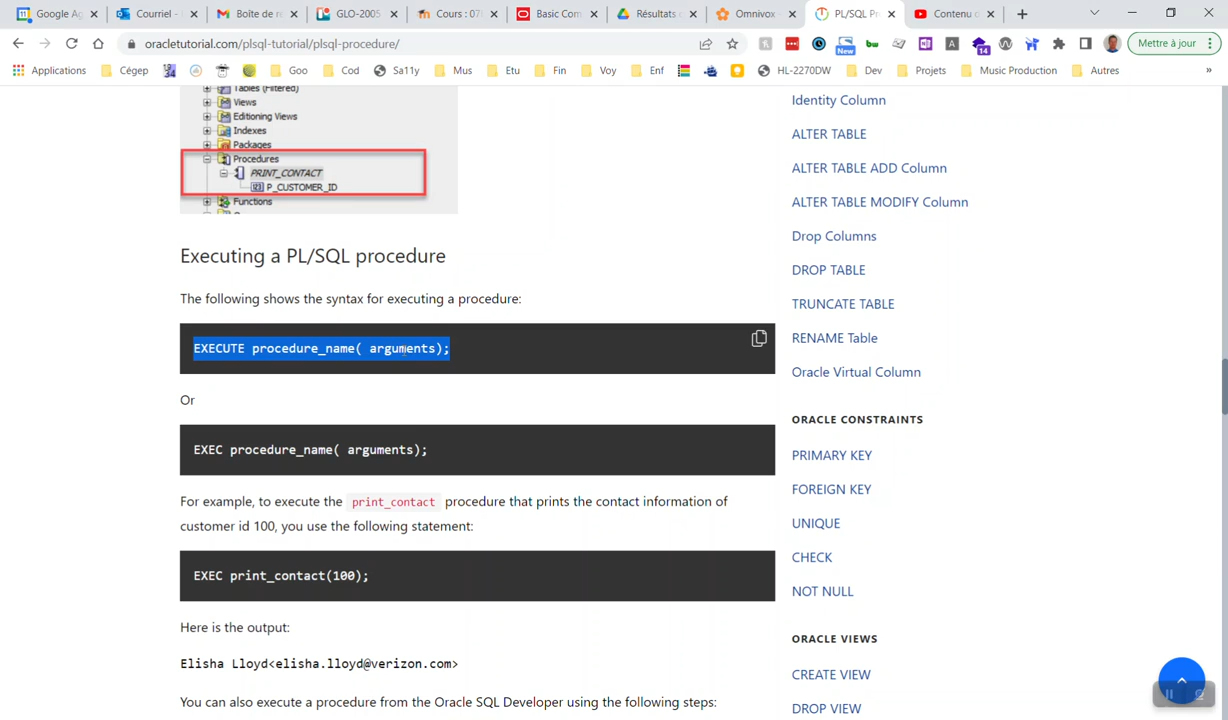 Google Ag
Courriel -
Boîte de r
GLO-2005
Cours : 07
Basic Com
Résultats e
Omnivox -
PL/SQL Pr
Contenu c
oracletutorial.com/plsql-tutorial/plsql-procedure/
New
14
Mettre à jour
Applications
Cégep
Goo
Cod
Sa11y
Mus
Etu
Fin
Voy
Enf
HL-2270DW
Dev
Projets
Music Production
Autres
»
Tables (Filtered)
Views
Editioning Views
Indexes
Packages
Procedures
PRINT_CONTACT
P_CUSTOMER_ID
Functions
Executing a PL/SQL procedure
The following shows the syntax for executing a procedure:
EXECUTE procedure_name( arguments);
Or
EXEC procedure_name( arguments);
For example, to execute the print_contact procedure that prints the contact information of
customer id 100, you use the following statement:
EXEC print_contact(100);
Here is the output:
Elisha Lloyd<elisha.lloyd@verizon.com>
You can also execute a procedure from the Oracle SQL Developer using the following steps:
Identity Column
ALTER TABLE
ALTER TABLE ADD Column
ALTER TABLE MODIFY Column
Drop Columns
DROP TABLE
TRUNCATE TABLE
RENAME Table
Oracle Virtual Column
ORACLE CONSTRAINTS
PRIMARY KEY
FOREIGN KEY
UNIQUE
CHECK
NOT NULL
ORACLE VIEWS
CREATE VIEW
DROP VIEW